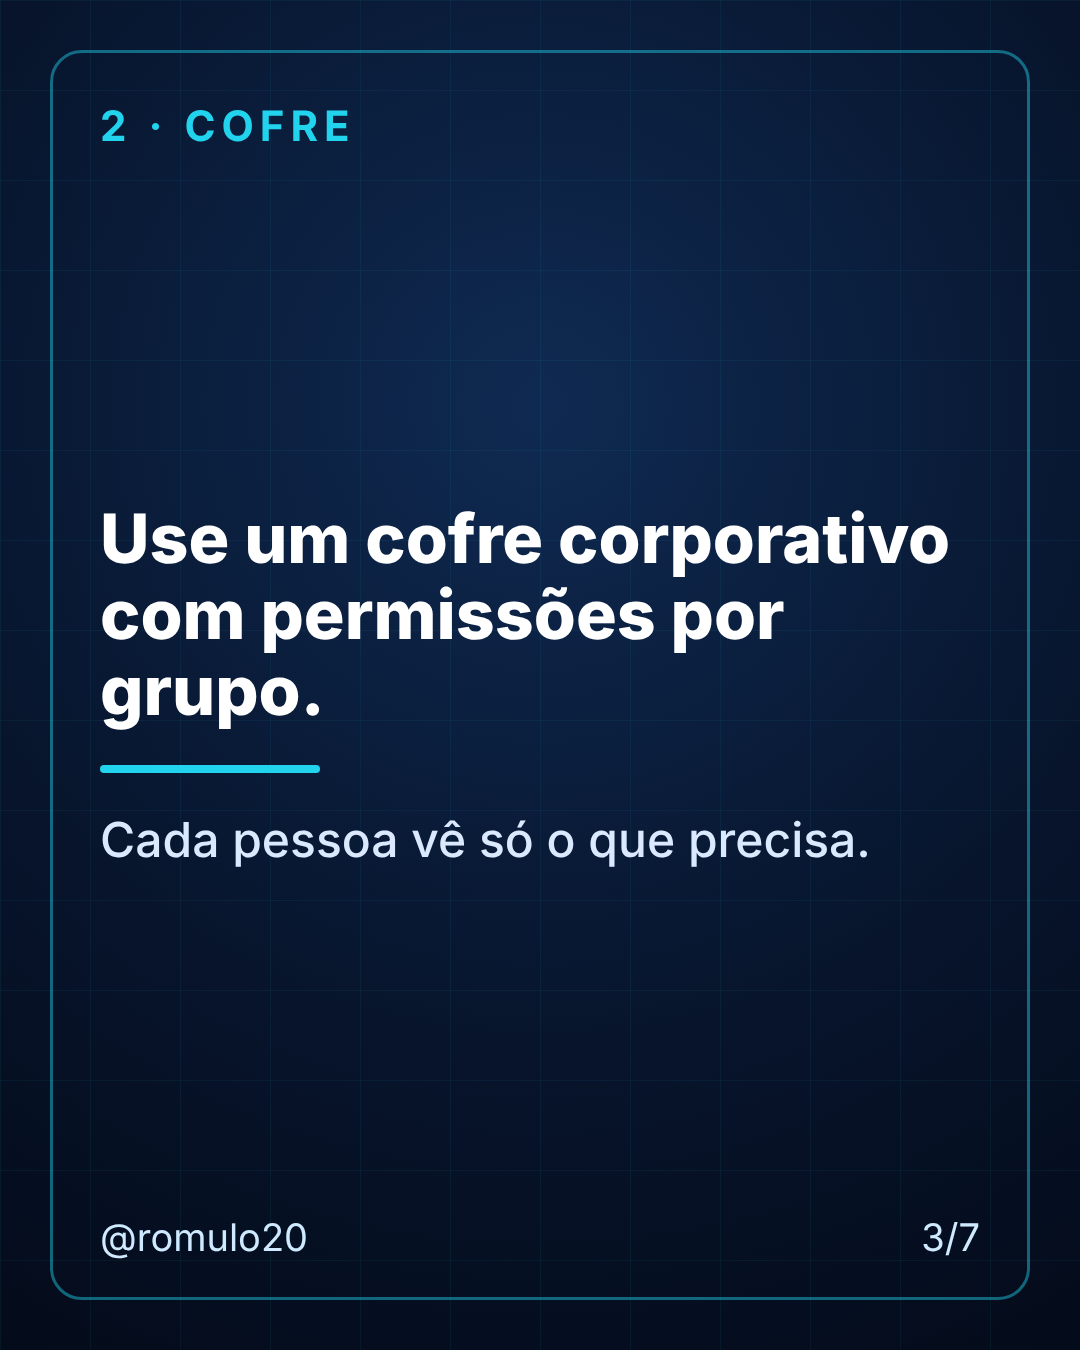 2 · COFRE
Use um cofre corporativo
com permissões por
grupo.
Cada pessoa vê só o que precisa.
@romulo20
3/7